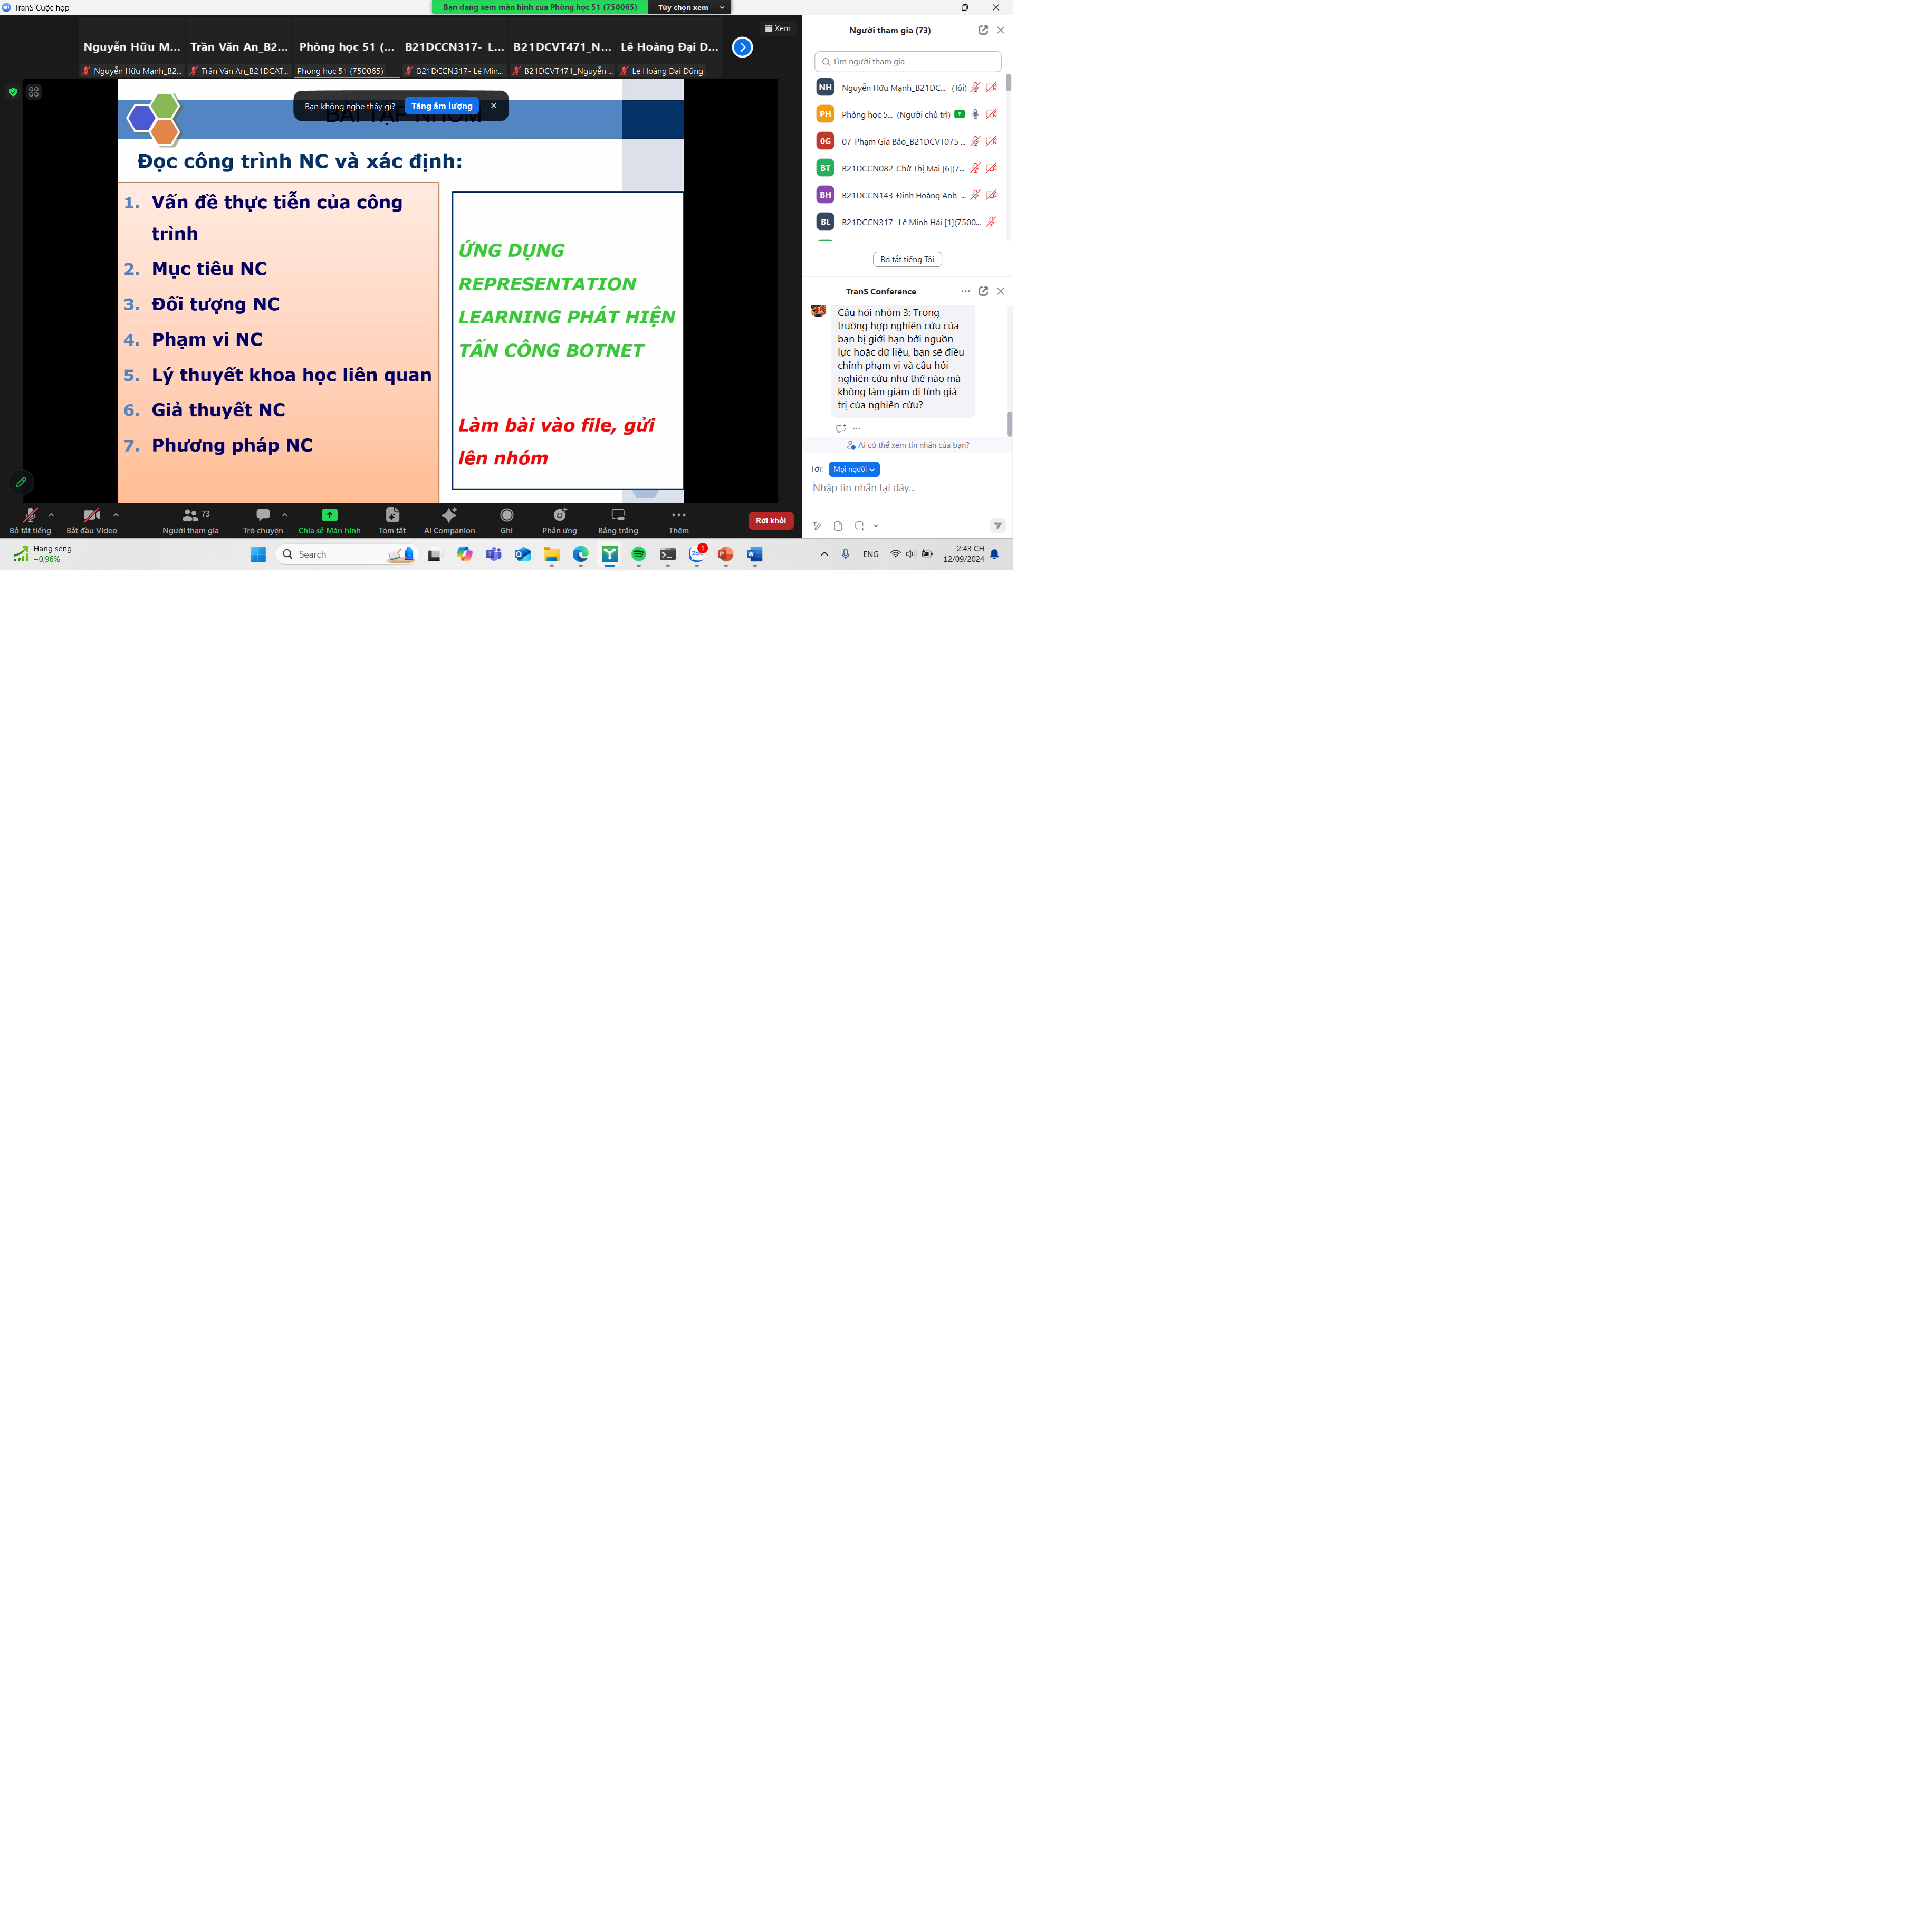 TranS Cuộc họp
Bạn đang xem màn hình của Phòng học 51 (750065)
Tùy chọn xem
Xem
Nguyễn Hữu M...
Trần Văn An_B2...
Phòng học 51 (...
B21DCCN317- L...
B21DCVT471_N...
Lê Hoàng Đại D...
Nguyễn Hữu Mạnh_B2...
Trần Văn An_B21DCAT...
Phòng học 51 (750065)
B21DCCN317- Lê Min...
B21DCVT471_Nguyễn ...
Lê Hoàng Đại Dũng
Bạn không nghe thấy gì?
Tăng âm lượng
BÀI TẬP NHÓM
Đọc công trình NC và xác định:
1. Vấn đề thực tiễn của công
trình
2. Mục tiêu NC
3. Đối tượng NC
4. Phạm vi NC
5. Lý thuyết khoa học liên quan
6. Giả thuyết NC
7. Phương pháp NC
ỨNG DỤNG
REPRESENTATION
LEARNING PHÁT HIỆN
TẤN CÔNG BOTNET
Làm bài vào file, gửi
lên nhóm
Người tham gia (73)
Tìm người tham gia
NH Nguyễn Hữu Mạnh_B21DC... (Tôi)
PH Phòng học 5... (Người chủ trì)
0G 07-Phạm Gia Bảo_B21DCVT075 ...
BT B21DCCN082-Chử Thị Mai [6](7...
BH B21DCCN143-Đinh Hoàng Anh ...
BL B21DCCN317- Lê Minh Hải [1](7500...
Bỏ tắt tiếng Tôi
TranS Conference
Câu hỏi nhóm 3: Trong
trường hợp nghiên cứu của
bạn bị giới hạn bởi nguồn
lực hoặc dữ liệu, bạn sẽ điều
chỉnh phạm vi và câu hỏi
nghiên cứu như thế nào mà
không làm giảm đi tính giá
trị của nghiên cứu?
Ai có thể xem tin nhắn của bạn?
Tới: Mọi người
Nhập tin nhắn tại đây...
Bỏ tắt tiếng
Bắt đầu Video
73
Người tham gia
Trò chuyện
Chia sẻ Màn hình
Tóm tắt
AI Companion
Ghi
Phản ứng
Bảng trắng
Thêm
Rời khỏi
Hang seng
+0,96%
Search
1
ENG
2:43 CH
12/09/2024